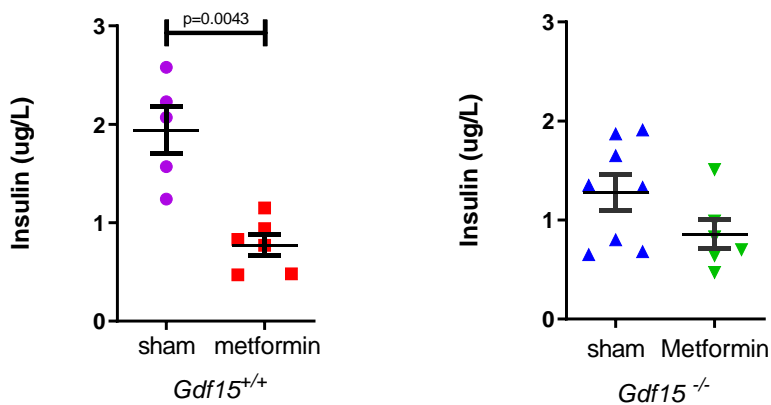 p=0.0043
Insulin (ug/L)
3
2
1
0
sham metformin
Gdf15+/+
Insulin (ug/L)
3
2
1
0
sham Metformin
Gdf15 -/-